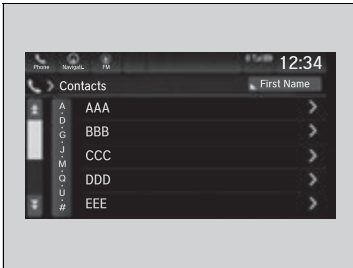 Phone Navigati.. FM 12:34
Contacts First Name
A AAA
D
G BBB
J
M CCC
Q DDD
U
# EEE